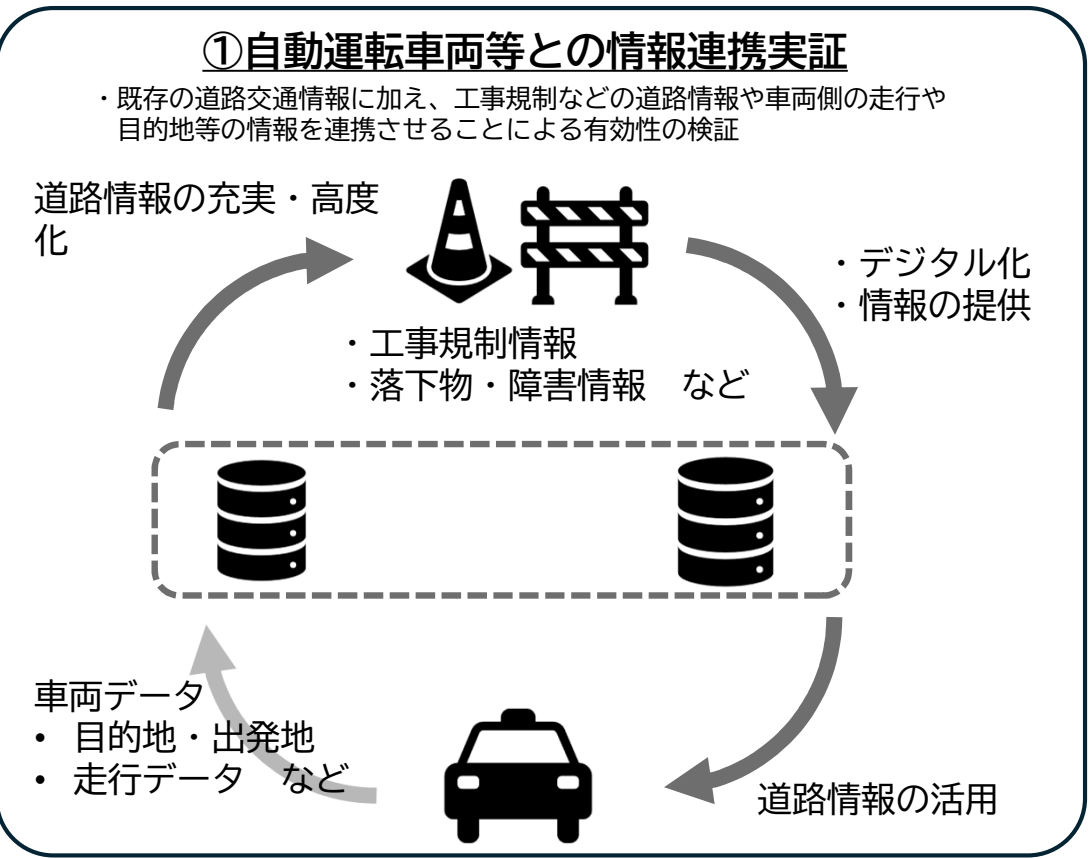 ①自動運転車両等との情報連携実証
・既存の道路交通情報に加え、工事規制などの道路情報や車両側の走行や
目的地等の情報を連携させることによる有効性の検証
道路情報の充実・高度
化
・デジタル化
・情報の提供
・工事規制情報
・落下物・障害情報　など
車両データ
• 目的地・出発地
• 走行データ　など
道路情報の活用